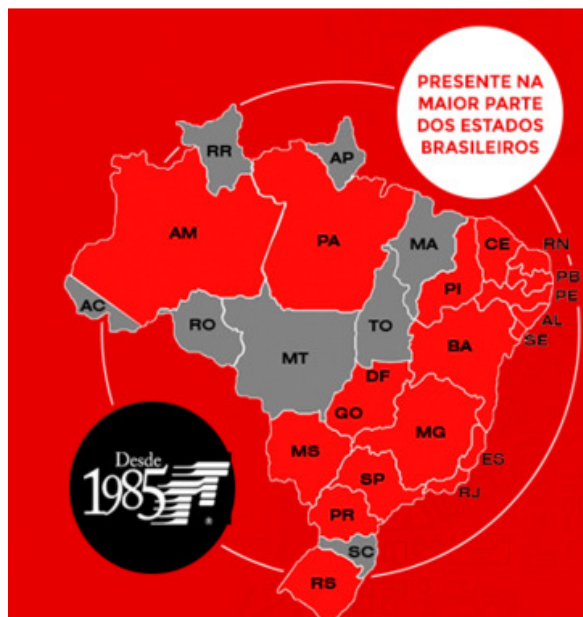 PRESENTE NA
MAIOR PARTE
DOS ESTADOS
BRASILEIROS
RR
AP
AM
PA
MA
CE
RN
PB
PI
PE
AC
AL
RO
TO
SE
MT
BA
DF
GO
MG
MS
ES
SP
RJ
PR
SC
RS
Desde
1985
®